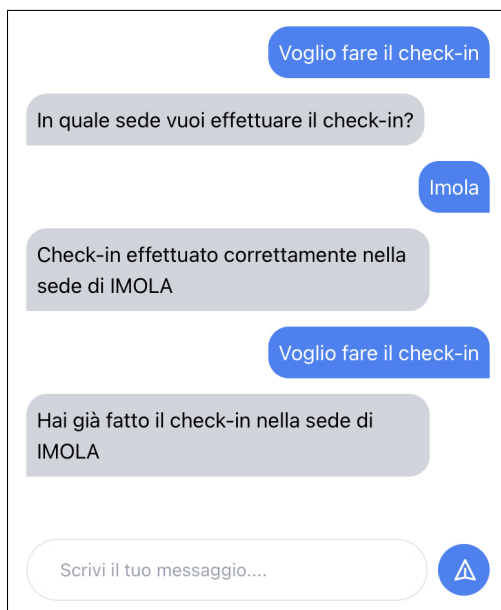 Voglio fare il check-in
In quale sede vuoi effettuare il check-in?
Imola
Check-in effettuato correttamente nella
sede di IMOLA
Voglio fare il check-in
Hai già fatto il check-in nella sede di
IMOLA
Scrivi il tuo messaggio....